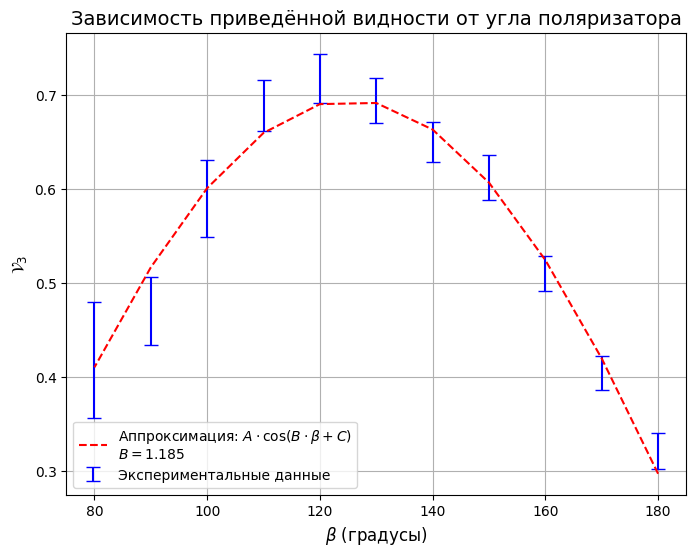 Зависимость приведённой видности от угла поляризатора
0.7
0.6
0.5
0.4
0.3
𝒱₃
80
100
120
140
160
180
β (градусы)
Аппроксимация: A · cos(B · β + C)
B = 1.185
Экспериментальные данные